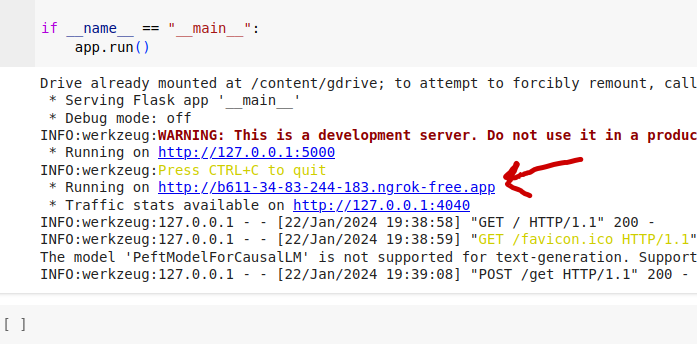 if __name__ == "__main__":
    app.run()
Drive already mounted at /content/gdrive; to attempt to forcibly remount, call
 * Serving Flask app '__main__'
 * Debug mode: off
INFO:werkzeug:WARNING: This is a development server. Do not use it in a produc
 * Running on http://127.0.0.1:5000
INFO:werkzeug:Press CTRL+C to quit
 * Running on http://b611-34-83-244-183.ngrok-free.app
 * Traffic stats available on http://127.0.0.1:4040
INFO:werkzeug:127.0.0.1 - - [22/Jan/2024 19:38:58] "GET / HTTP/1.1" 200 -
INFO:werkzeug:127.0.0.1 - - [22/Jan/2024 19:38:59] "GET /favicon.ico HTTP/1.1"
The model 'PeftModelForCausalLM' is not supported for text-generation. Support
INFO:werkzeug:127.0.0.1 - - [22/Jan/2024 19:39:08] "POST /get HTTP/1.1" 200 -
[ ]